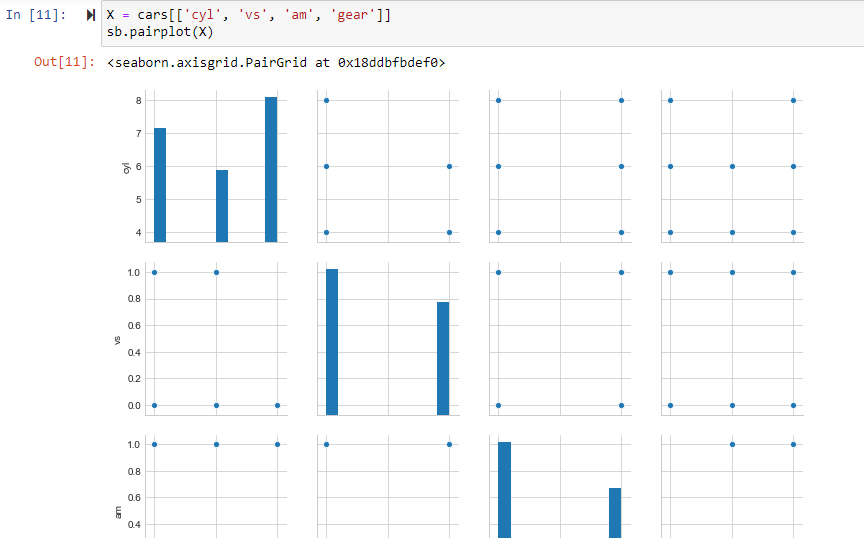 In [11]: X = cars[['cyl', 'vs', 'am', 'gear']]
sb.pairplot(X)
Out[11]: <seaborn.axisgrid.PairGrid at 0x18ddbfbdef0>
8
7
cyl 6
5
4
1.0
0.8
0.6
vs
0.4
0.2
0.0
1.0
0.8
0.6
am
0.4